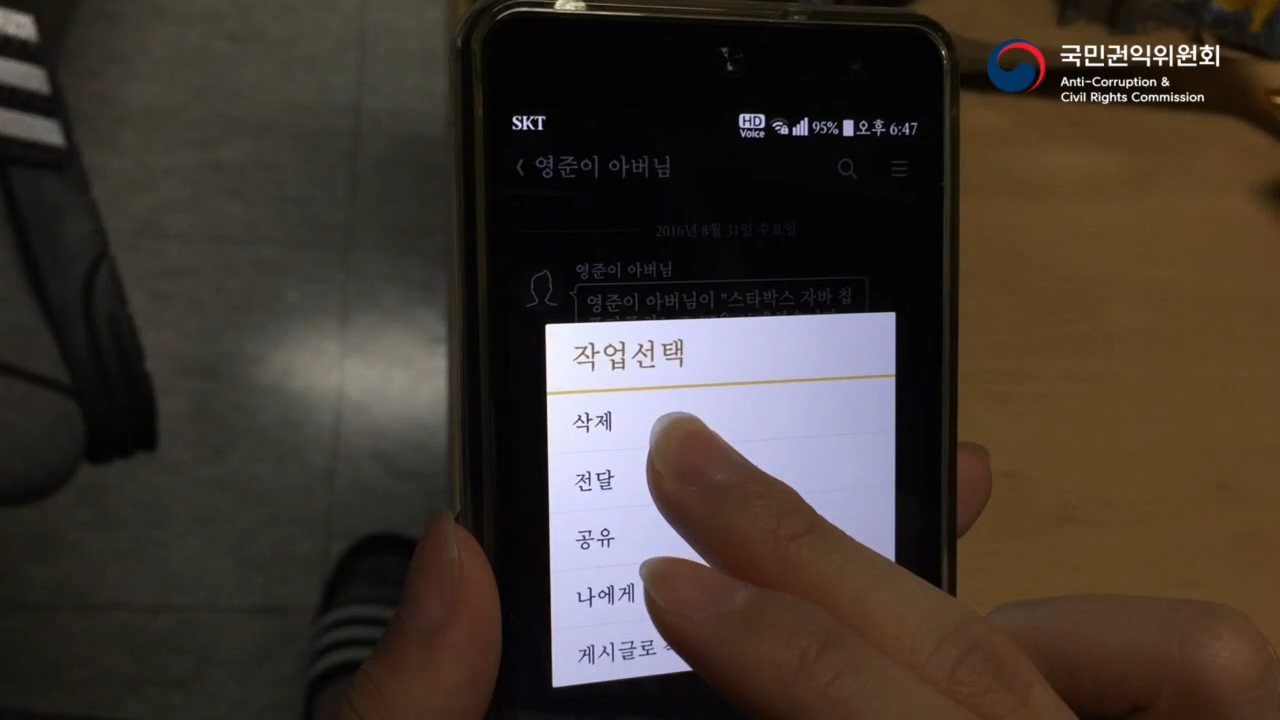 국민권익위원회
Anti-Corruption &
Civil Rights Commission
SKT
HD Voice 95% 오후 6:47
영준이 아버님
2016년 8월 31일 수요일
영준이 아버님
영준이 아버님이 "스타벅스 자바 칩
작업선택
삭제
전달
공유
나에게
게시글로